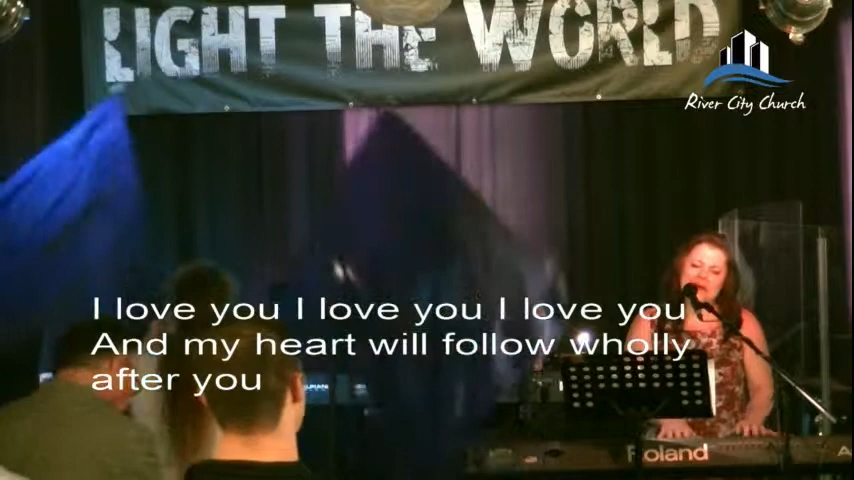 LIGHT THE WORLD
River City Church
I love you I love you I love you
And my heart will follow wholly
after you
Roland